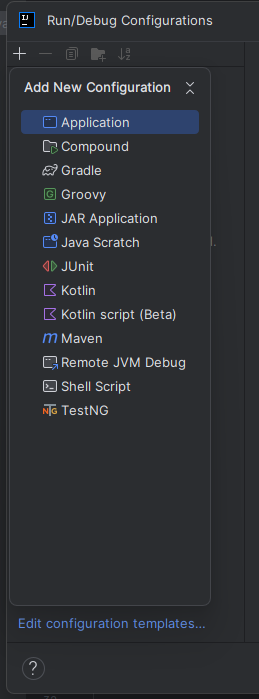 Run/Debug Configurations
Add New Configuration
Application
Compound
Gradle
Groovy
JAR Application
Java Scratch
JUnit
Kotlin
Kotlin script (Beta)
Maven
Remote JVM Debug
Shell Script
TestNG
Edit configuration templates...
?